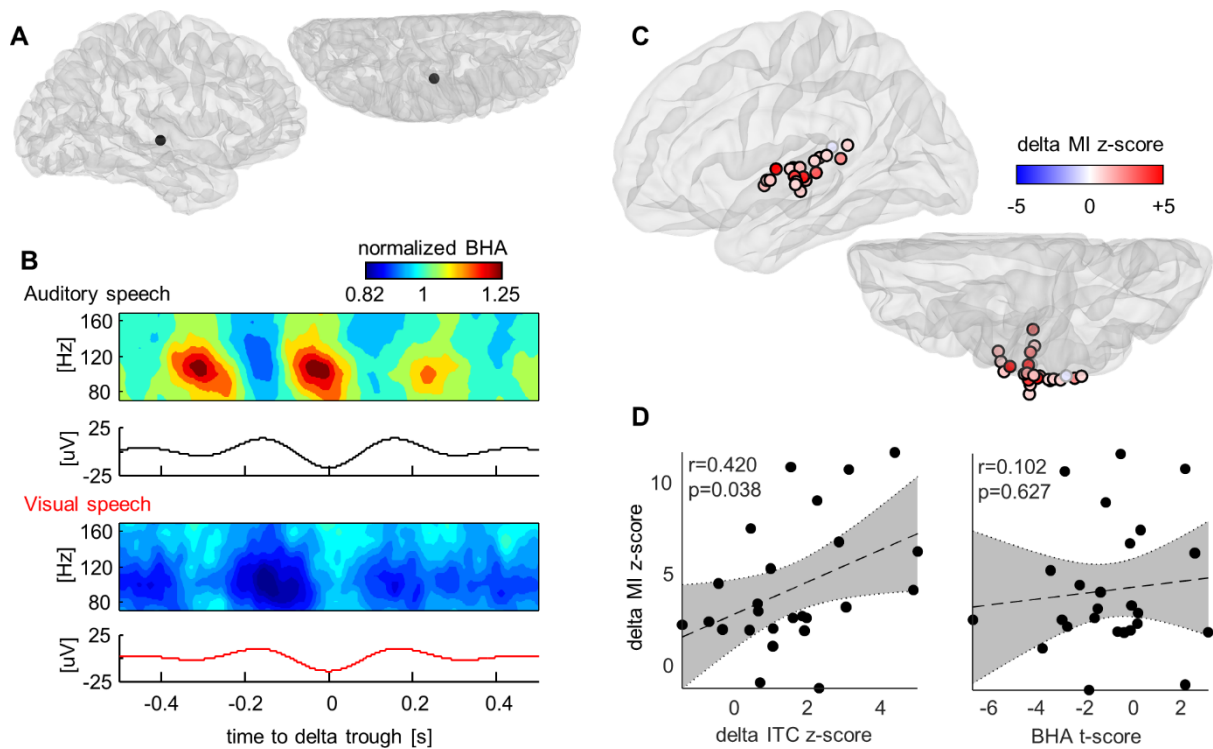 A
B
normalized BHA
0.82 1 1.25
Auditory speech
160
120
80
[Hz]
25
-25
[uV]
Visual speech
160
120
80
[Hz]
25
-25
[uV]
-0.4 -0.2 0 0.2 0.4
time to delta trough [s]
C
delta MI z-score
-5 0 +5
D
r=0.420
p=0.038
10
5
0
delta MI z-score
0 2 4
delta ITC z-score
r=0.102
p=0.627
-6 -4 -2 0 2
BHA t-score